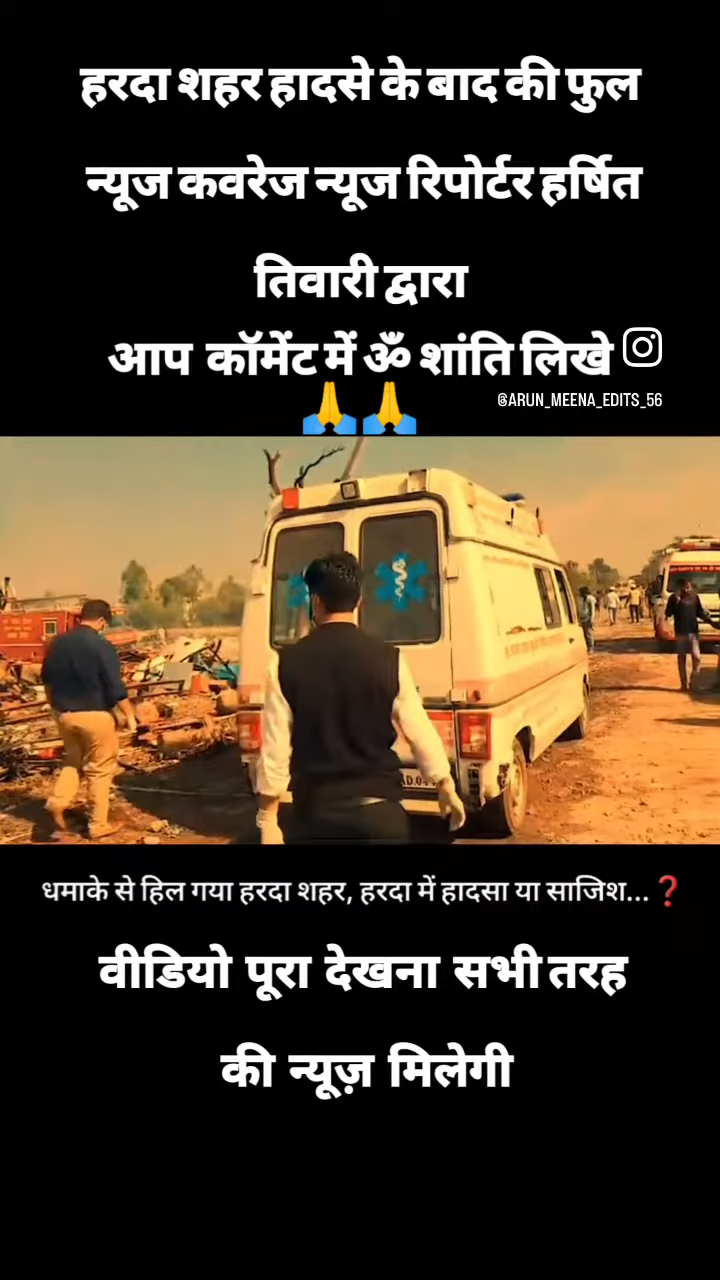 हरदा शहर हादसे के बाद की फुल
न्यूज कवरेज न्यूज रिपोर्टर हर्षित
तिवारी द्वारा
आप कॉमेंट में ॐ शांति लिखे
🙏🙏
@ARUN_MEENA_EDITS_56
धमाके से हिल गया हरदा शहर, हरदा में हादसा या साजिश...❓
वीडियो पूरा देखना सभी तरह
की न्यूज़ मिलेगी